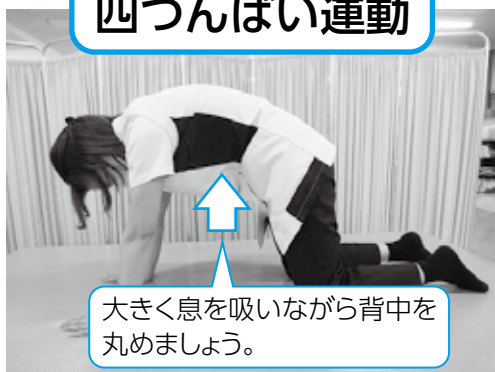 四つんばい運動
大きく息を吸いながら背中を
丸めましょう。